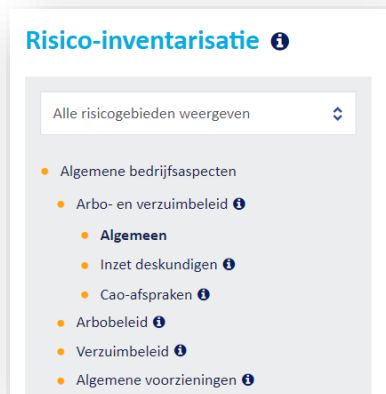 Risico-inventarisatie
Alle risicogebieden weergeven
Algemene bedrijfsaspecten
Arbo- en verzuimbeleid
Algemeen
Inzet deskundigen
Cao-afspraken
Arbobeleid
Verzuimbeleid
Algemene voorzieningen